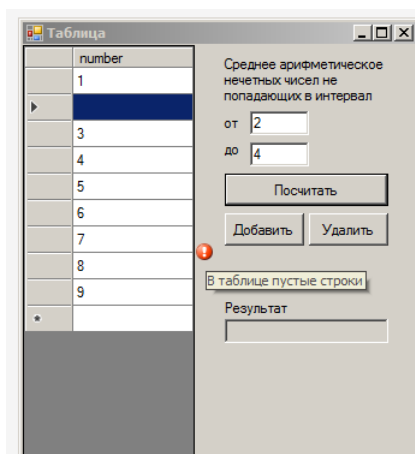 Таблица
number
1
3
4
5
6
7
8
9
*
Среднее арифметическое
нечетных чисел не
попадающих в интервал
от 2
до 4
Посчитать
Добавить Удалить
В таблице пустые строки
Результат